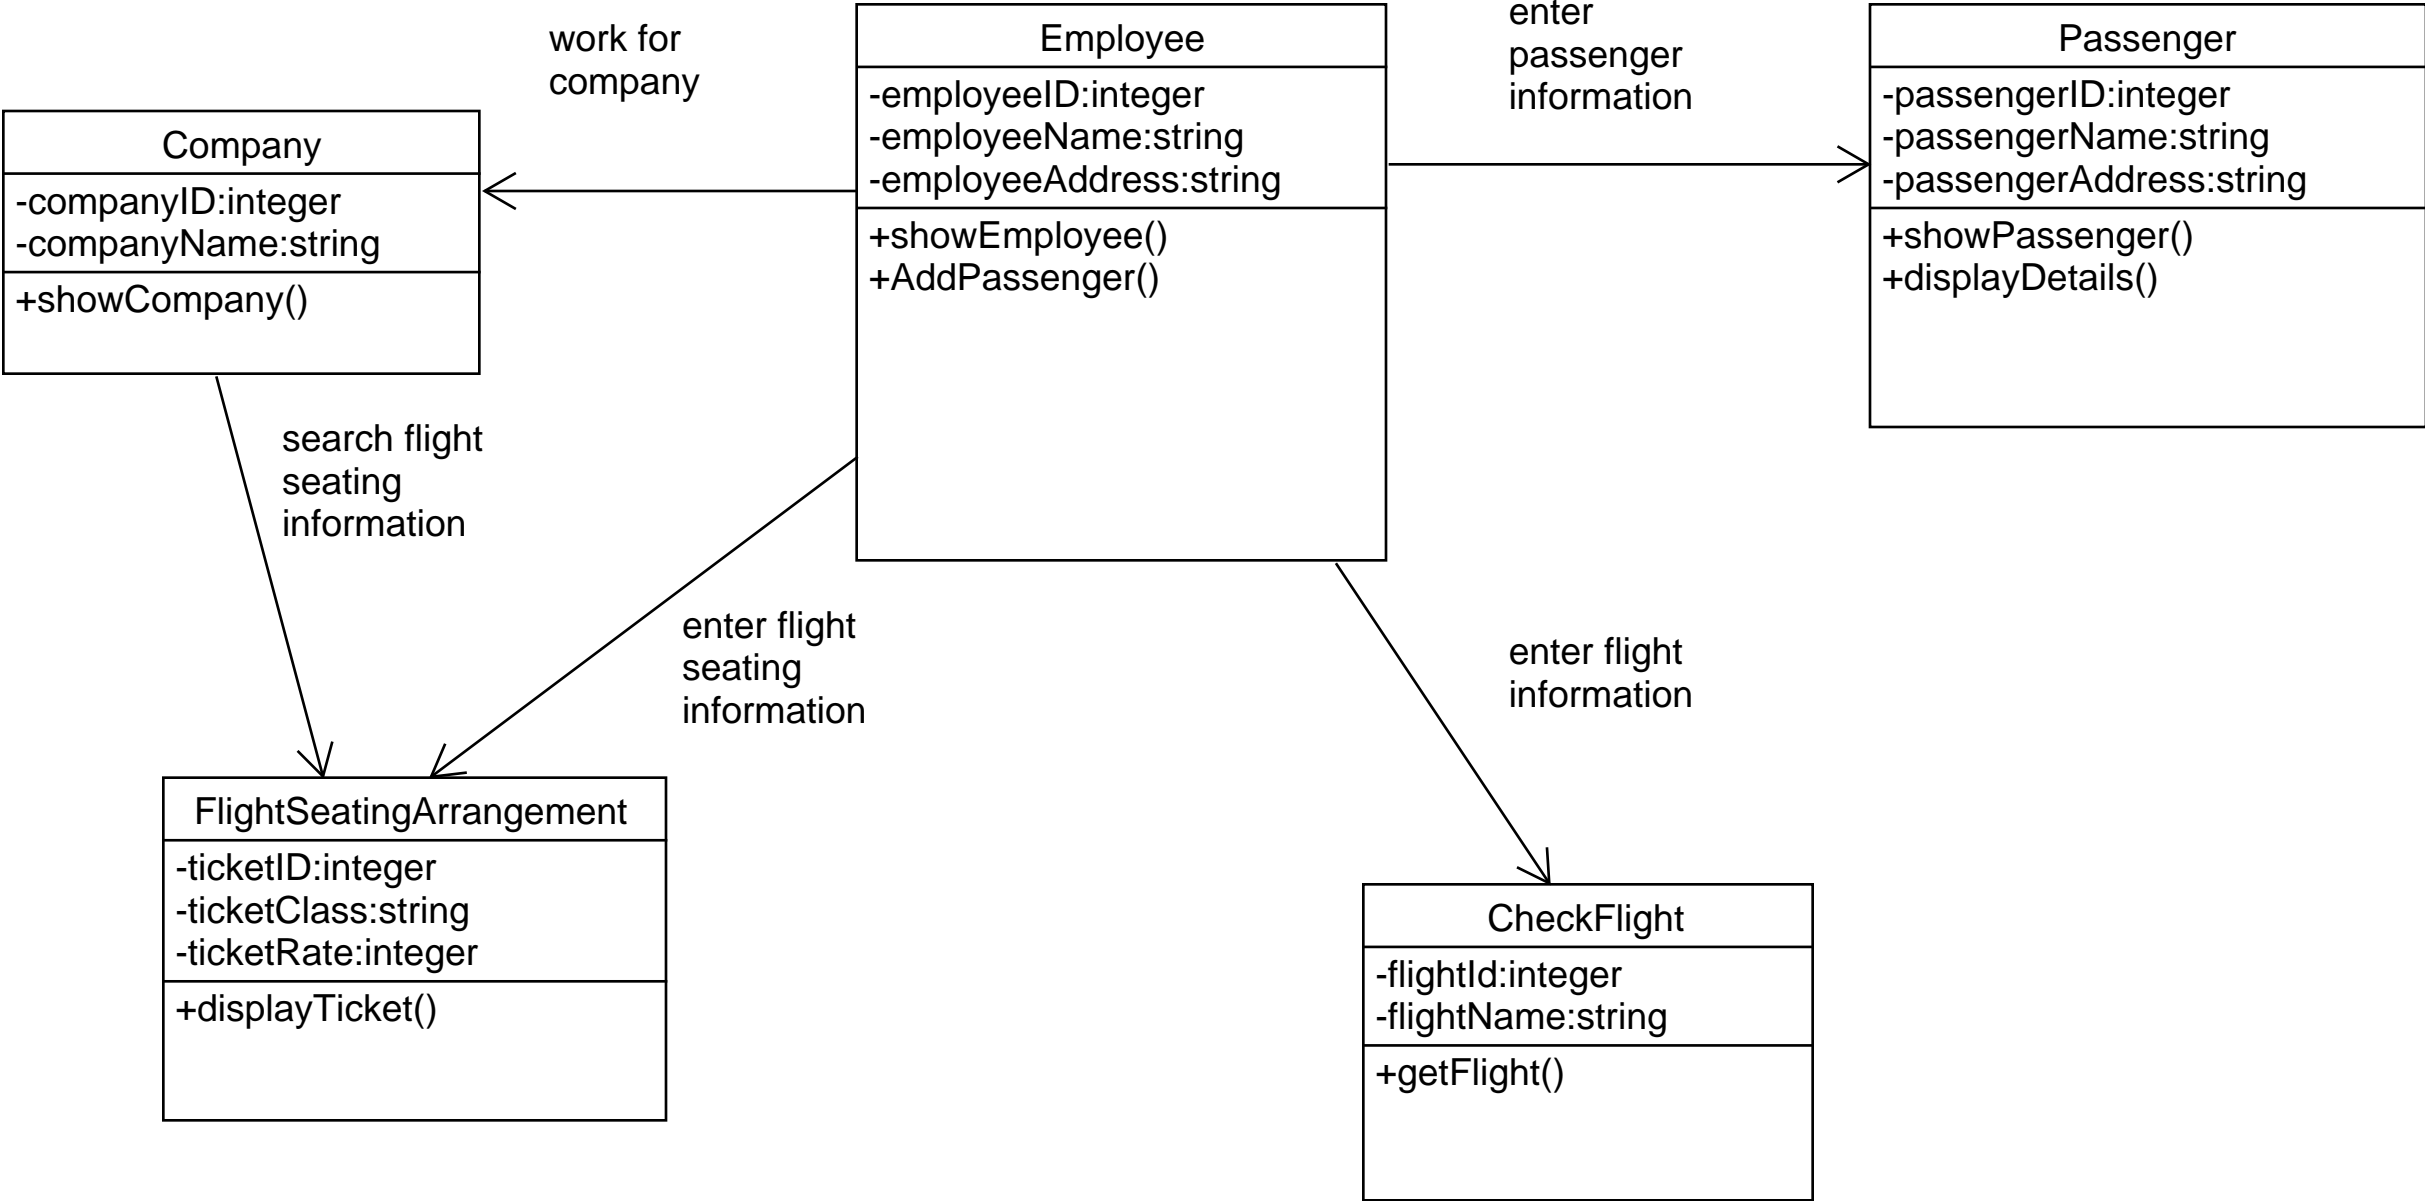 work for
company
Employee
-employeeID:integer
-employeeName:string
-employeeAddress:string
+showEmployee()
+AddPassenger()
enter
passenger
information
Passenger
-passengerID:integer
-passengerName:string
-passengerAddress:string
+showPassenger()
+displayDetails()
Company
-companyID:integer
-companyName:string
+showCompany()
search flight
seating
information
enter flight
seating
information
enter flight
information
FlightSeatingArrangement
-ticketID:integer
-ticketClass:string
-ticketRate:integer
+displayTicket()
CheckFlight
-flightId:integer
-flightName:string
+getFlight()